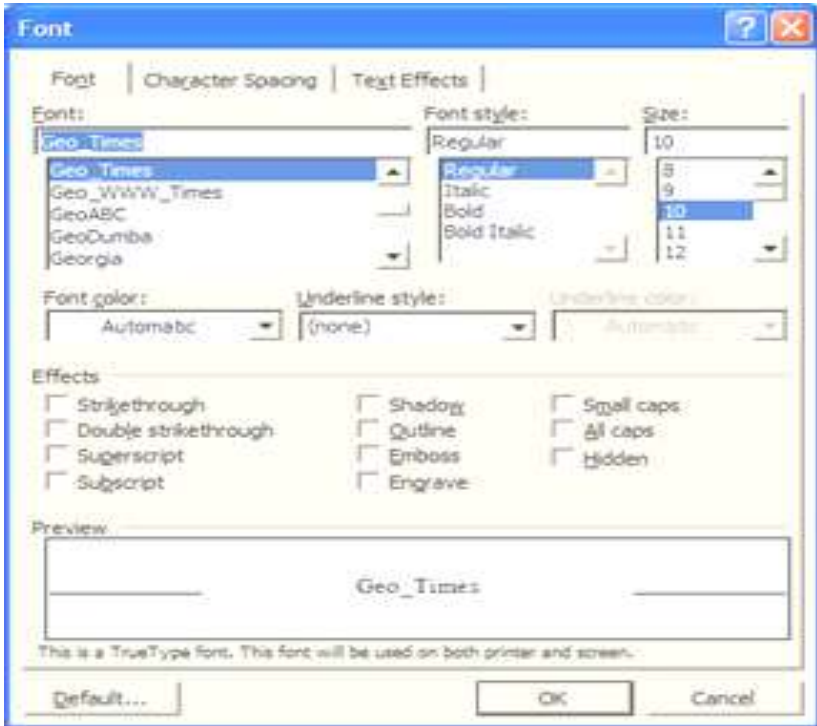 Font
Font Character Spacing Text Effects
Font: Font style: Size:
Geo_Times Regular 10
Geo_Times Regular 8
Geo_WWW_Times Italic 9
GeoABC Bold 10
GeoDumba Bold Italic 11
Georgia 12
Font color: Underline style: Underline color:
Automatic (none) Automatic
Effects
Strikethrough Shadow Small caps
Double strikethrough Outline All caps
Superscript Emboss Hidden
Subscript Engrave
Preview
Geo_Times
This is a TrueType font. This font will be used on both printer and screen.
Default... OK Cancel